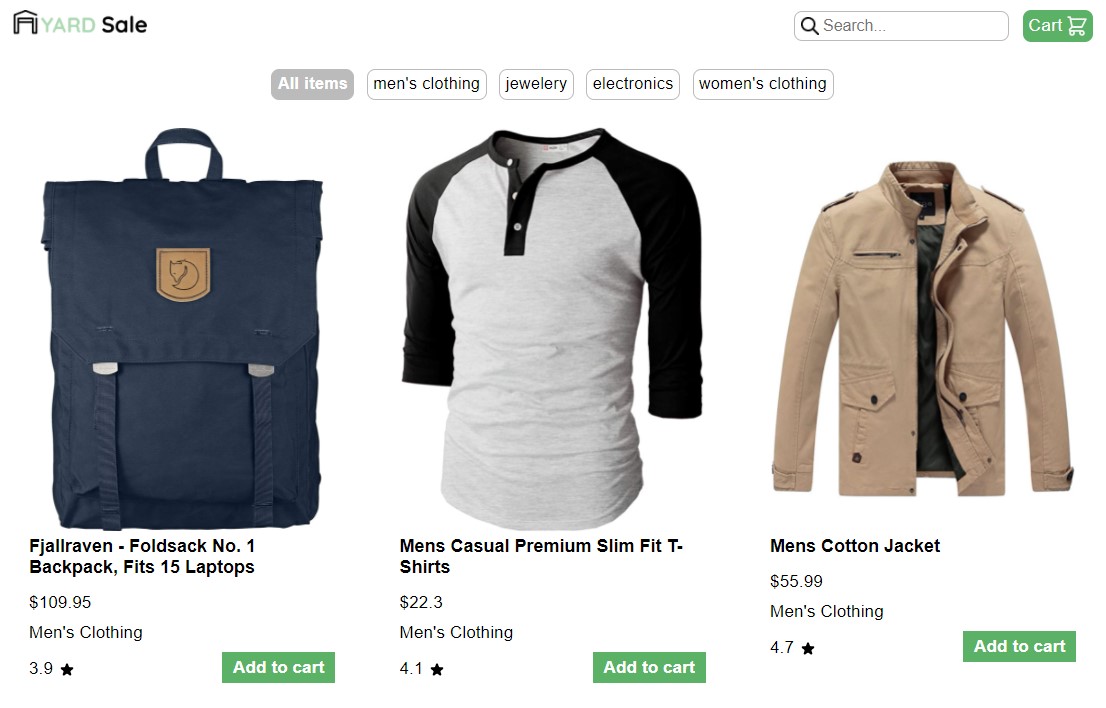 YARD Sale
Search...
Cart
All items
men's clothing
jewelery
electronics
women's clothing
Fjallraven - Foldsack No. 1
Backpack, Fits 15 Laptops
$109.95
Men's Clothing
3.9
Add to cart
Mens Casual Premium Slim Fit T-
Shirts
$22.3
Men's Clothing
4.1
Add to cart
Mens Cotton Jacket
$55.99
Men's Clothing
4.7
Add to cart